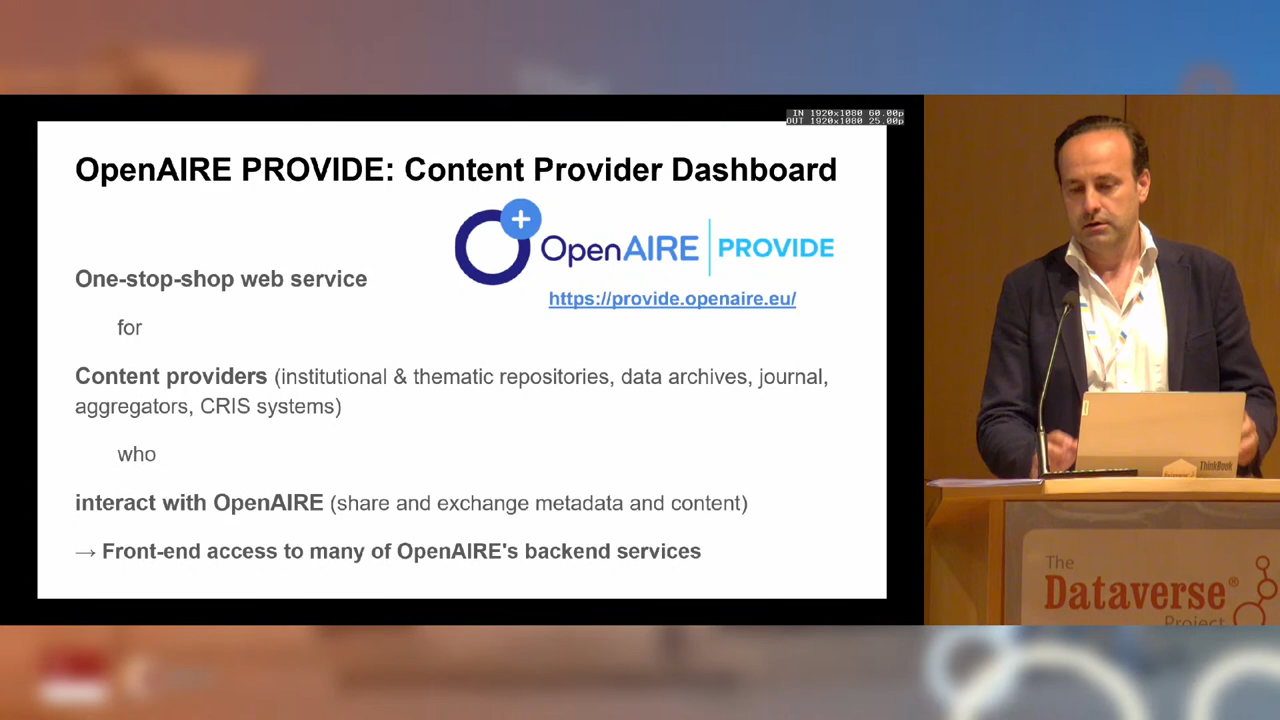 IN 1920x1080 60.00p
OUT 1920x1080 25.00p
OpenAIRE PROVIDE: Content Provider Dashboard
OpenAIRE PROVIDE
https://provide.openaire.eu/
One-stop-shop web service
for
Content providers (institutional & thematic repositories, data archives, journal,
aggregators, CRIS systems)
who
interact with OpenAIRE (share and exchange metadata and content)
→ Front-end access to many of OpenAIRE's backend services
ThinkBook
The
Dataverse®
Project